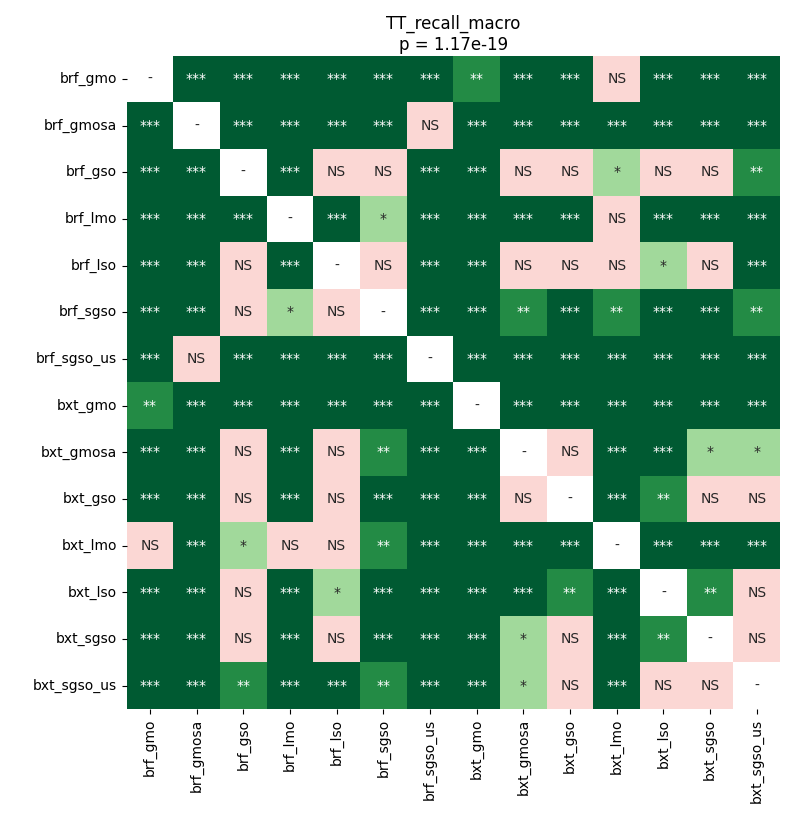 TT_recall_macro
p = 1.17e-19
brf_gmo - *** *** *** *** *** *** ** *** *** NS *** *** ***
brf_gmosa *** - *** *** *** *** NS *** *** *** *** *** *** ***
brf_gso *** *** - *** NS NS *** *** NS NS * NS NS **
brf_lmo *** *** *** - *** * *** *** *** *** NS *** *** ***
brf_lso *** *** NS *** - NS *** *** NS NS NS * NS ***
brf_sgso *** *** NS * NS - *** *** ** *** ** *** *** **
brf_sgso_us *** NS *** *** *** *** - *** *** *** *** *** *** ***
bxt_gmo ** *** *** *** *** *** *** - *** *** *** *** *** ***
bxt_gmosa *** *** NS *** NS ** *** *** - NS *** *** * *
bxt_gso *** *** NS *** NS *** *** *** NS - *** ** NS NS
bxt_lmo NS *** * NS NS ** *** *** *** *** - *** *** ***
bxt_lso *** *** NS *** * *** *** *** *** ** *** - ** NS
bxt_sgso *** *** NS *** NS *** *** *** * NS *** ** - NS
bxt_sgso_us *** *** ** *** *** ** *** *** * NS *** NS NS -
brf_gmo brf_gmosa brf_gso brf_lmo brf_lso brf_sgso brf_sgso_us bxt_gmo bxt_gmosa bxt_gso bxt_lmo bxt_lso bxt_sgso bxt_sgso_us